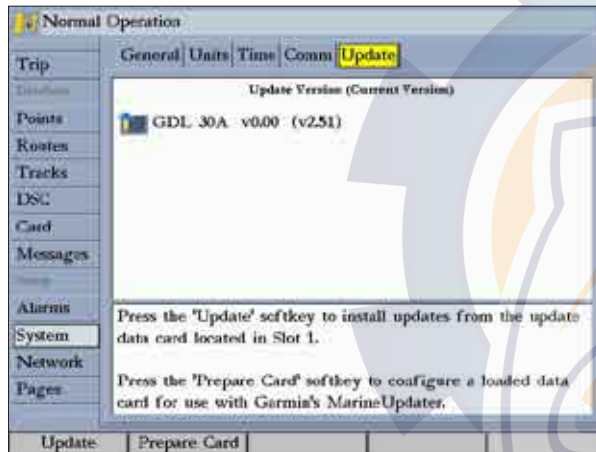 Normal Operation
General Units Time Comm Update
Trip
Database
Points
Routes
Tracks
DSC
Card
Messages
Setup
Alarms
System
Network
Pages
Update Version (Current Version)
GDL 30A v0.00 (v2.51)
Press the "Update" softkey to install updates from the update
data card located in Slot 1.
Press the "Prepare Card" softkey to configure a loaded data
card for use with Garmin's MarineUpdater.
Update Prepare Card